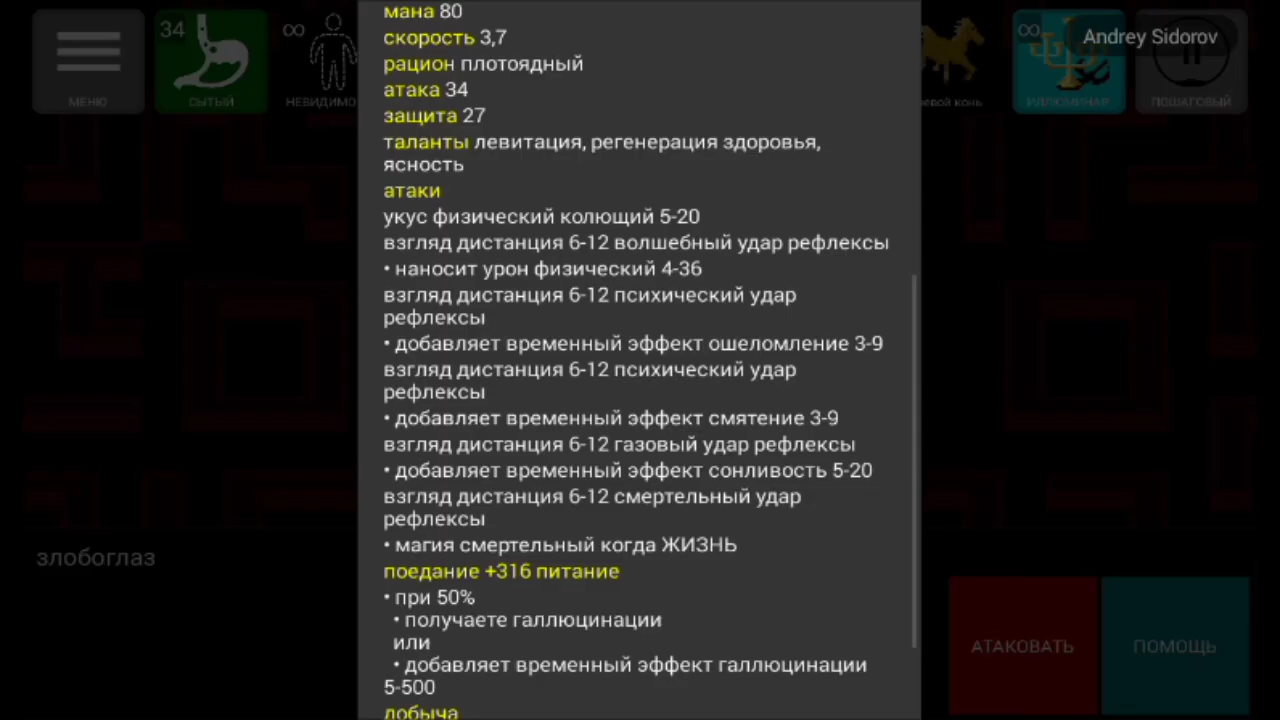 34
∞
∞
Andrey Sidorov
МЕНЮ
СЫТЫЙ
НЕВИДИМО
евой конь
ИЛЛЮМИНАР
ПОШАГОВЫЙ
мана 80
скорость 3,7
рацион плотоядный
атака 34
защита 27
таланты левитация, регенерация здоровья,
ясность
атаки
укус физический колющий 5-20
взгляд дистанция 6-12 волшебный удар рефлексы
• наносит урон физический 4-36
взгляд дистанция 6-12 психический удар
рефлексы
• добавляет временный эффект ошеломление 3-9
взгляд дистанция 6-12 психический удар
рефлексы
• добавляет временный эффект смятение 3-9
взгляд дистанция 6-12 газовый удар рефлексы
• добавляет временный эффект сонливость 5-20
взгляд дистанция 6-12 смертельный удар
рефлексы
• магия смертельный когда ЖИЗНЬ
поедание +316 питание
• при 50%
• получаете галлюцинации
или
• добавляет временный эффект галлюцинации
5-500
добыча
злобоглаз
АТАКОВАТЬ
ПОМОЩЬ